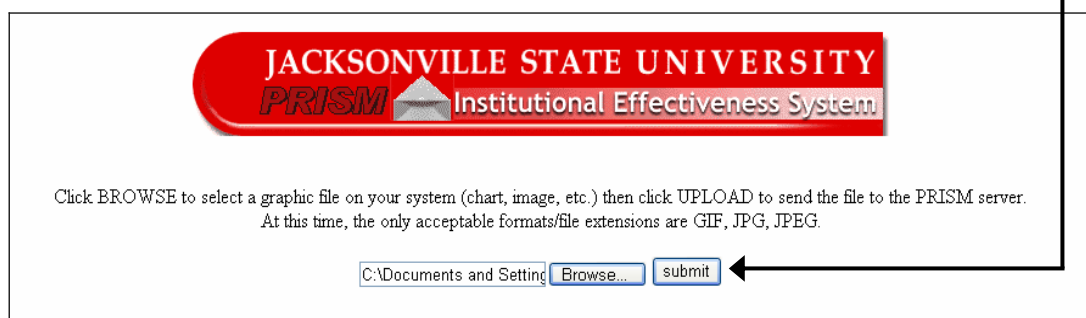 JACKSONVILLE STATE UNIVERSITY
PRISM Institutional Effectiveness System
Click BROWSE to select a graphic file on your system (chart, image, etc.) then click UPLOAD to send the file to the PRISM server.
At this time, the only acceptable formats/file extensions are GIF, JPG, JPEG.
C:\Documents and Setting Browse... submit